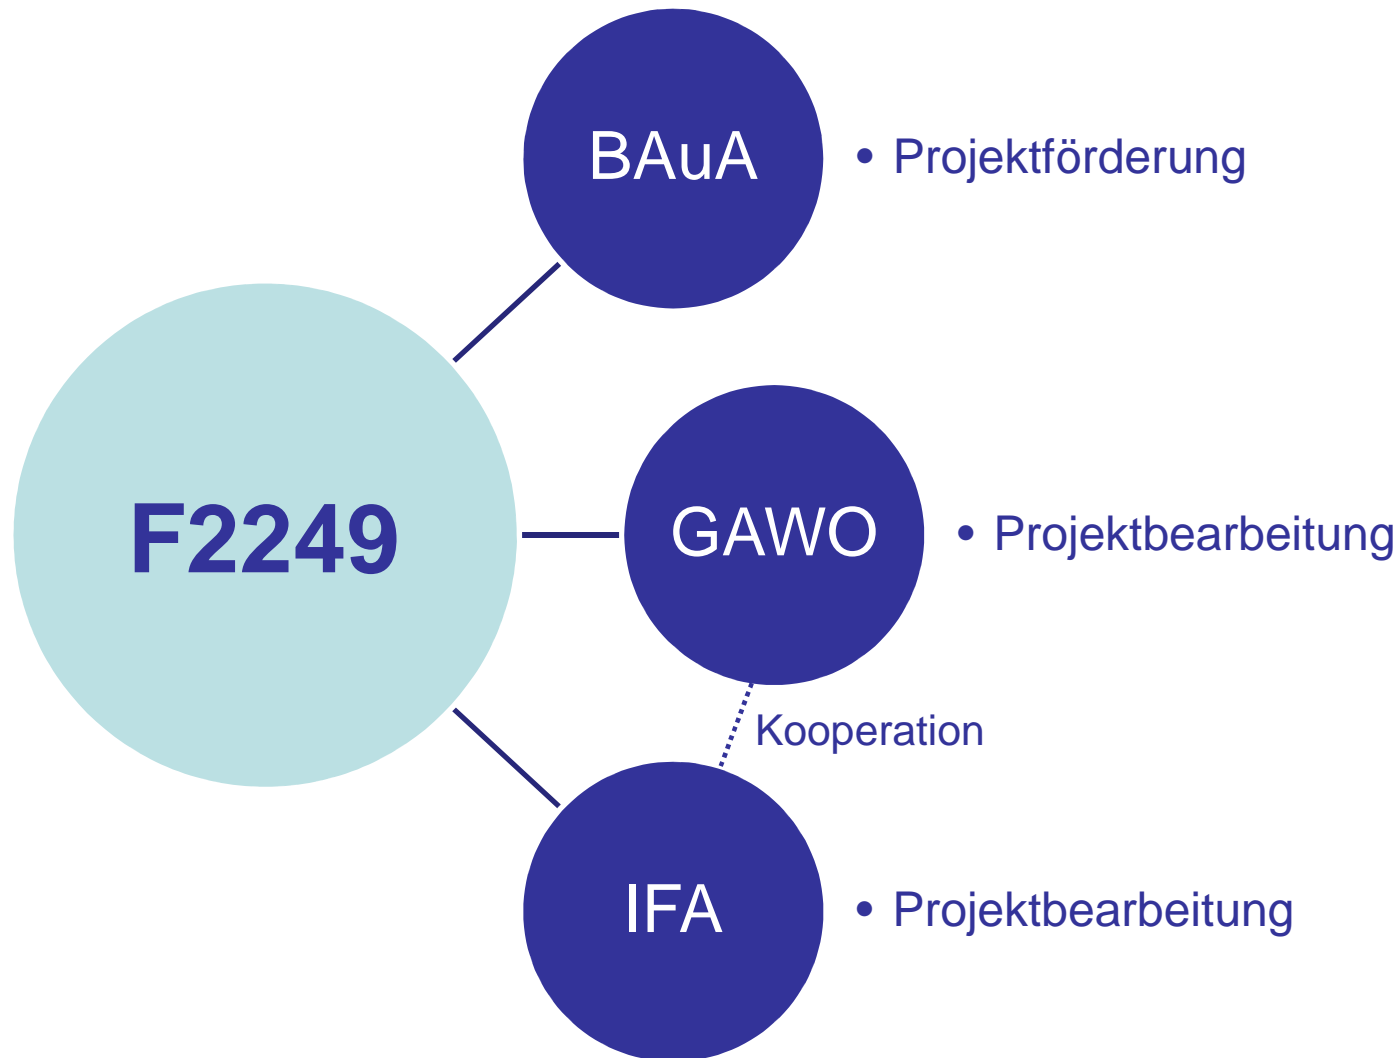 BAuA
• Projektförderung
F2249
GAWO
• Projektbearbeitung
Kooperation
IFA
• Projektbearbeitung